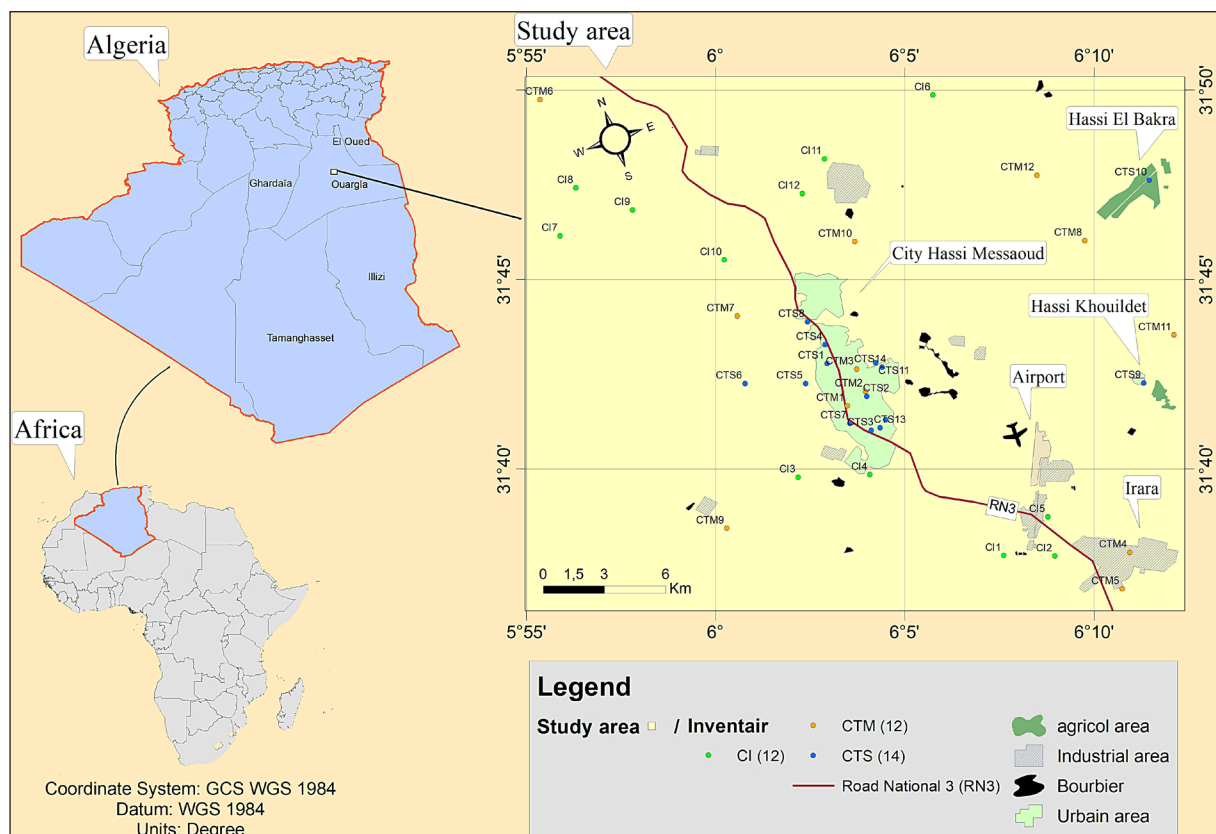 Algeria
El Oued
Ghardaïa
Ouargla
Illizi
Tamanghasset
Africa
Coordinate System: GCS WGS 1984
Datum: WGS 1984
Units: Degree
Study area
5°55'
6°
6°5'
6°10'
31°50'
31°50'
CTM6
CI6
N
E
W
S
Hassi El Bakra
CI11
CTM12
CTS10
CI8
CI12
CI9
CI7
CTM10
CTM8
CI10
City Hassi Messaoud
31°45'
31°45'
Hassi Khouildet
CTM7
CTS8
CTM11
CTS4
CTS1
CTM3
CTS14
CTS11
CTS6
CTS5
CTM2
CTS2
CTS9
Airport
CTM1
CTS7
CTS3
CTS13
31°40'
31°40'
CI3
CI4
Irara
RN3
CI5
CTM9
CI1
CI2
CTM4
CTM5
0 1,5 3 6
Km
5°55'
6°
6°5'
6°10'
Legend
Study area / Inventair
CTM (12)
CI (12)
CTS (14)
Road National 3 (RN3)
agricol area
Industrial area
Bourbier
Urbain area